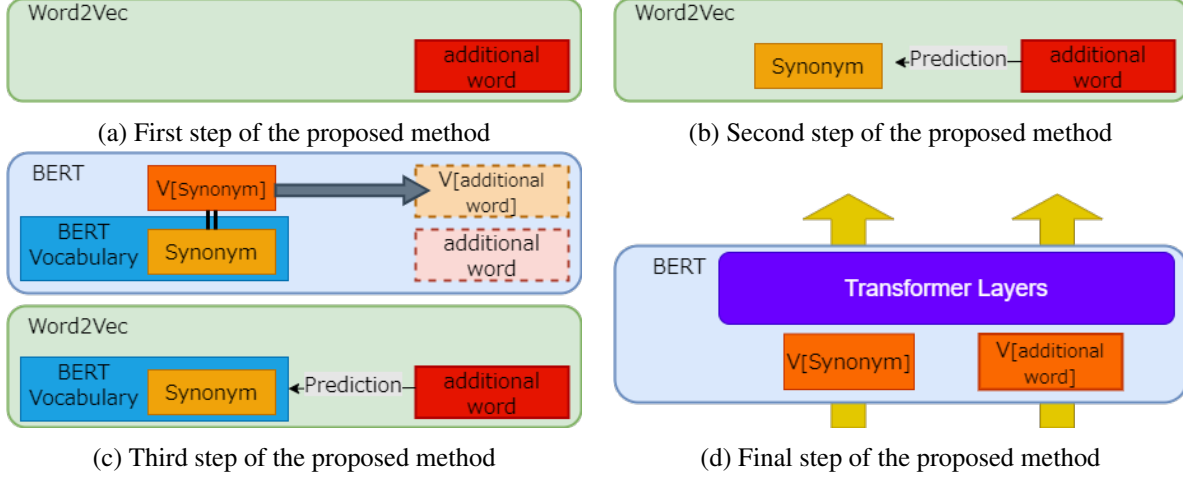 Word2Vec
additional
word
(a) First step of the proposed method
Word2Vec
Synonym
Prediction
additional
word
(b) Second step of the proposed method
BERT
V[Synonym]
V[additional
word]
BERT
Vocabulary
Synonym
additional
word
Word2Vec
BERT
Vocabulary
Synonym
Prediction
additional
word
(c) Third step of the proposed method
BERT
Transformer Layers
V[Synonym]
V[additional
word]
(d) Final step of the proposed method